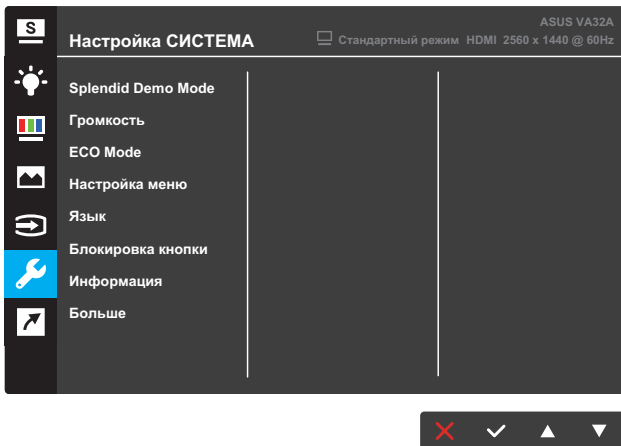 S
ASUS VA32A
Настройка СИСТЕМА
Стандартный режим HDMI 2560 x 1440 @ 60Hz
Splendid Demo Mode
Громкость
ECO Mode
Настройка меню
Язык
Блокировка кнопки
Информация
Больше